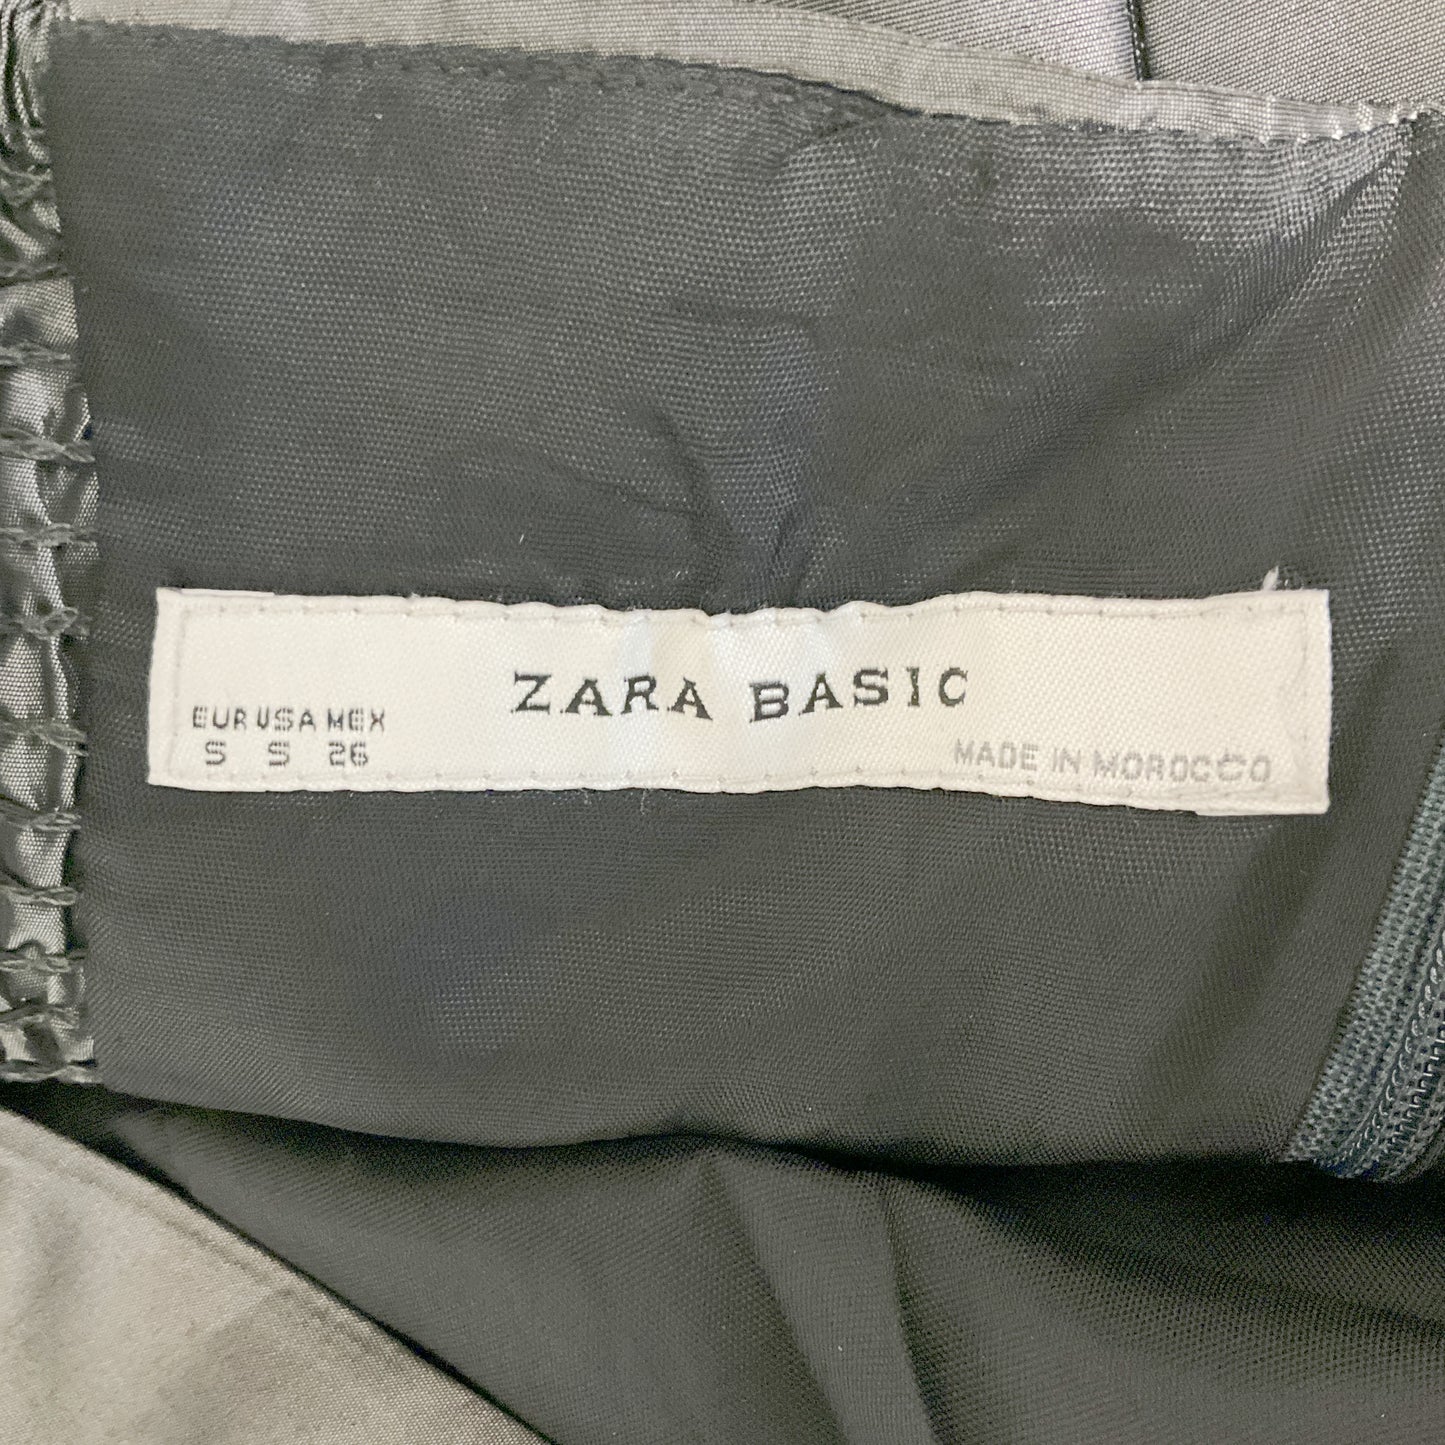 ZARA BASIC
EUR USA MEX
S S 26
MADE IN MOROCCO